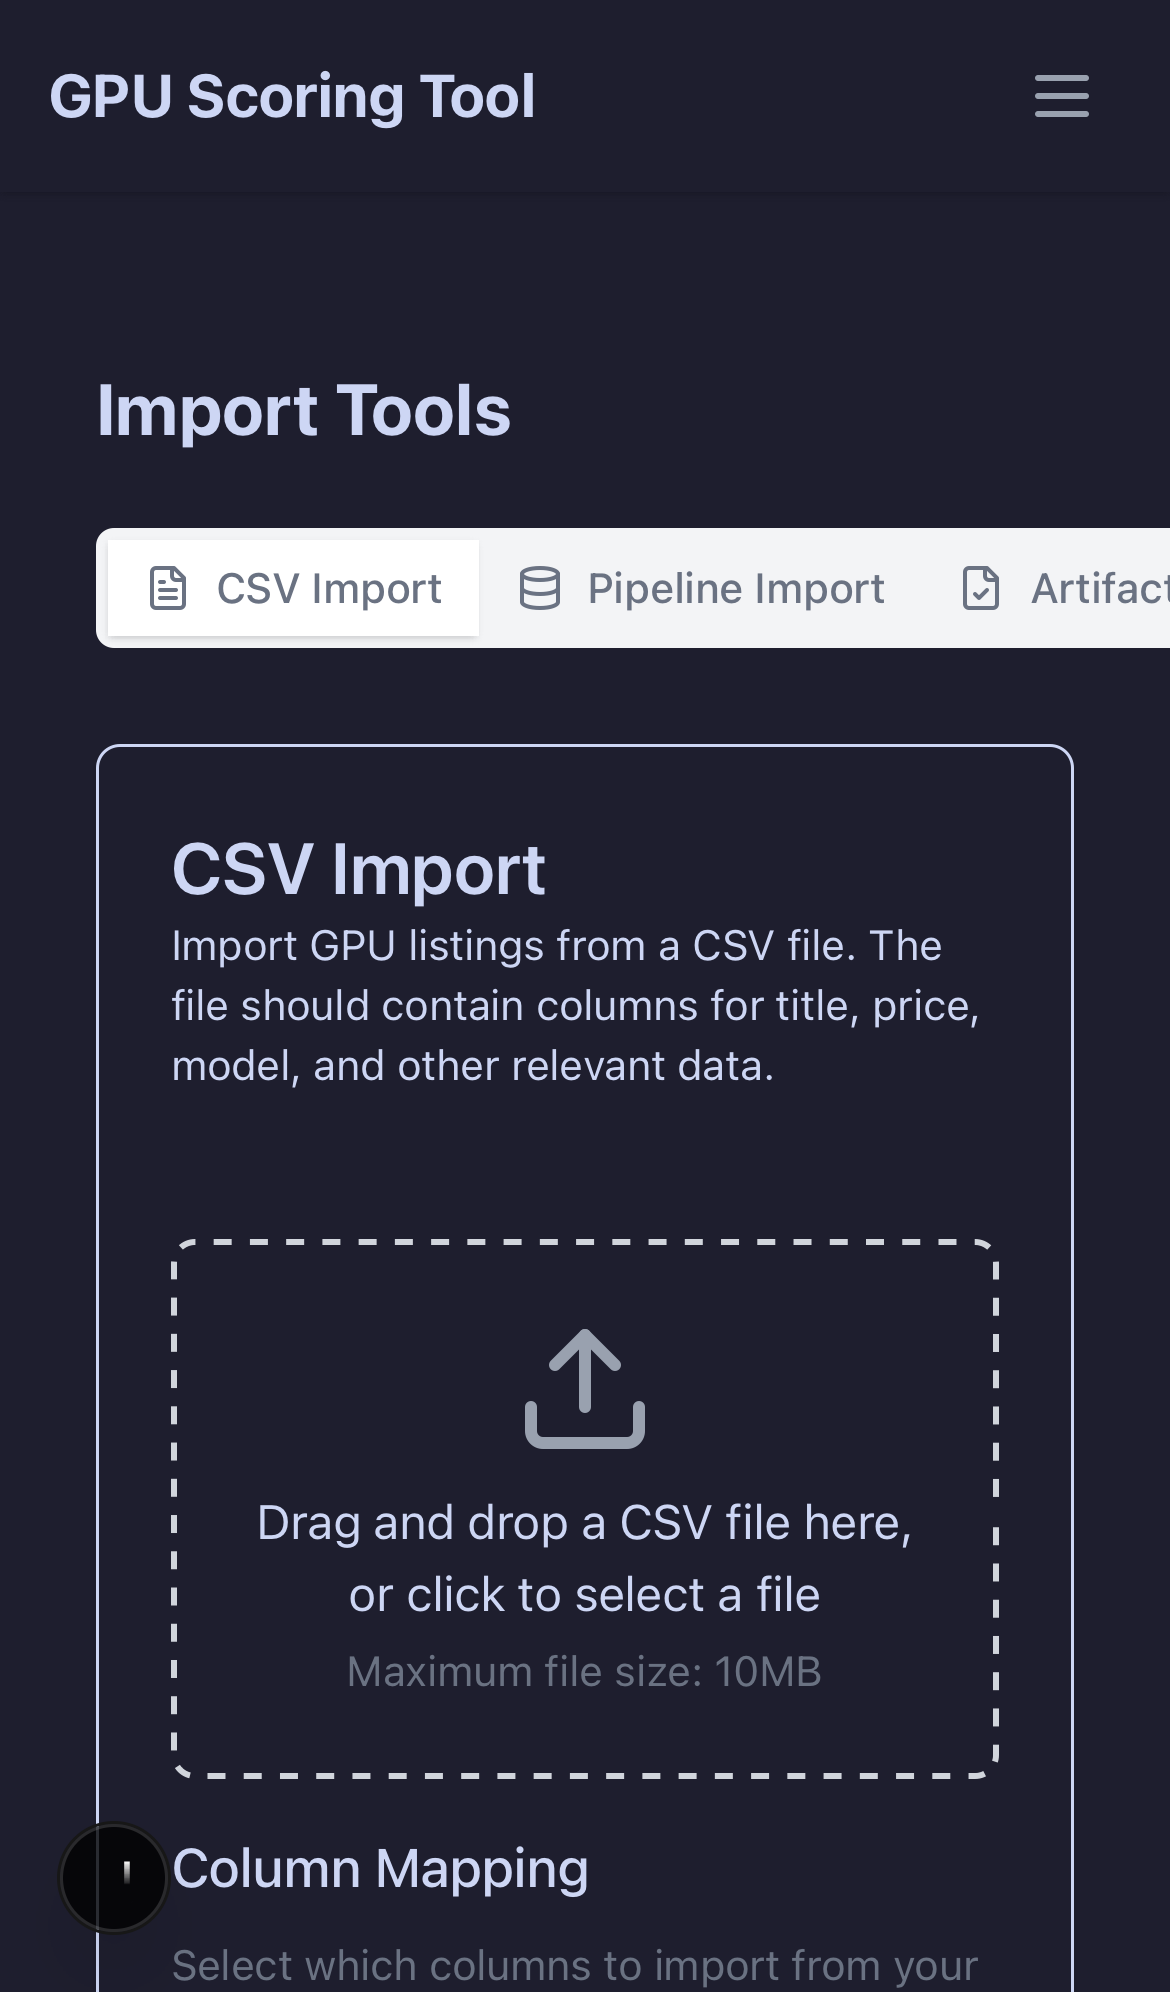 GPU Scoring Tool
Import Tools
CSV Import
Pipeline Import
Artifact
CSV Import
Import GPU listings from a CSV file. The
file should contain columns for title, price,
model, and other relevant data.
Drag and drop a CSV file here,
or click to select a file
Maximum file size: 10MB
Column Mapping
Select which columns to import from your